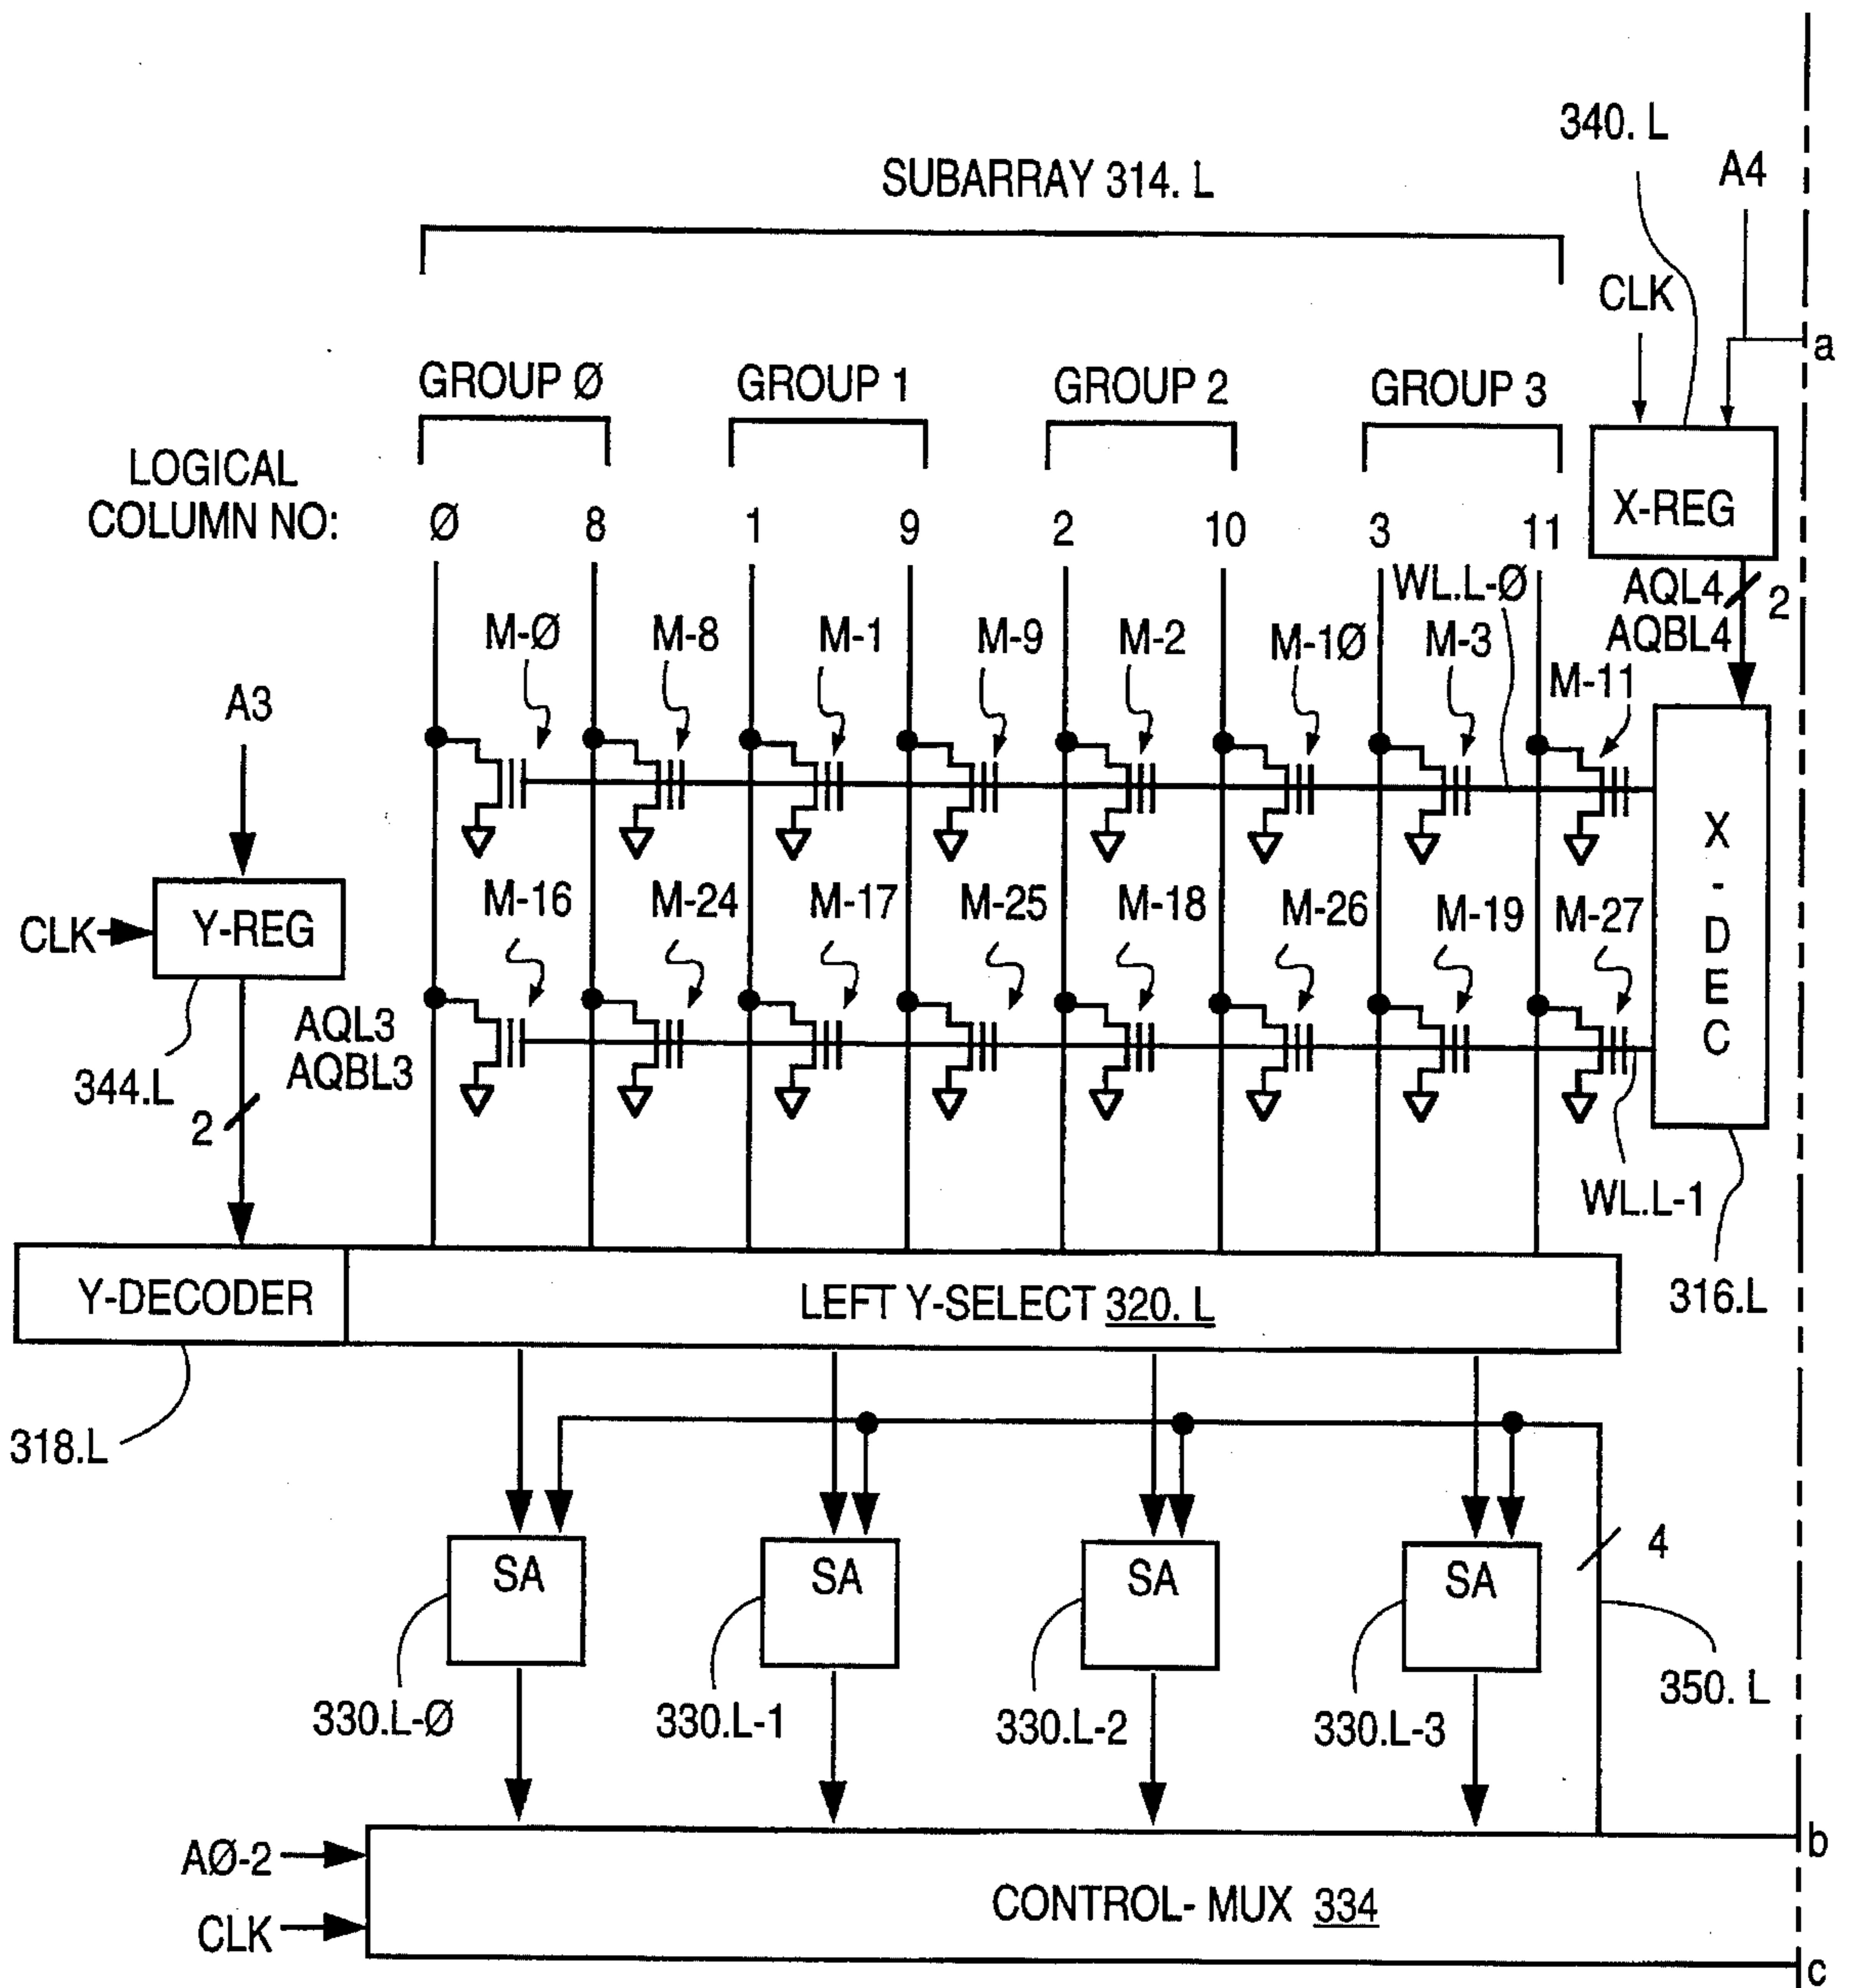 340. L
A4
SUBARRAY 314. L
CLK
a
GROUP Ø
GROUP 1
GROUP 2
GROUP 3
LOGICAL
COLUMN NO:
Ø 8 1 9 2 10 3 11
X-REG
WL.L-Ø
AQL4
AQBL4
2
M-Ø M-8 M-1 M-9 M-2 M-1Ø M-3 M-11
A3
X
-
D
E
C
CLK
Y-REG
M-16 M-24 M-17 M-25 M-18 M-26 M-19 M-27
AQL3
AQBL3
344.L
2
WL.L-1
Y-DECODER
LEFT Y-SELECT 320. L
316.L
318.L
SA SA SA SA
4
330.L-Ø 330.L-1 330.L-2 330.L-3
350. L
AØ-2
b
CONTROL- MUX 334
CLK
c